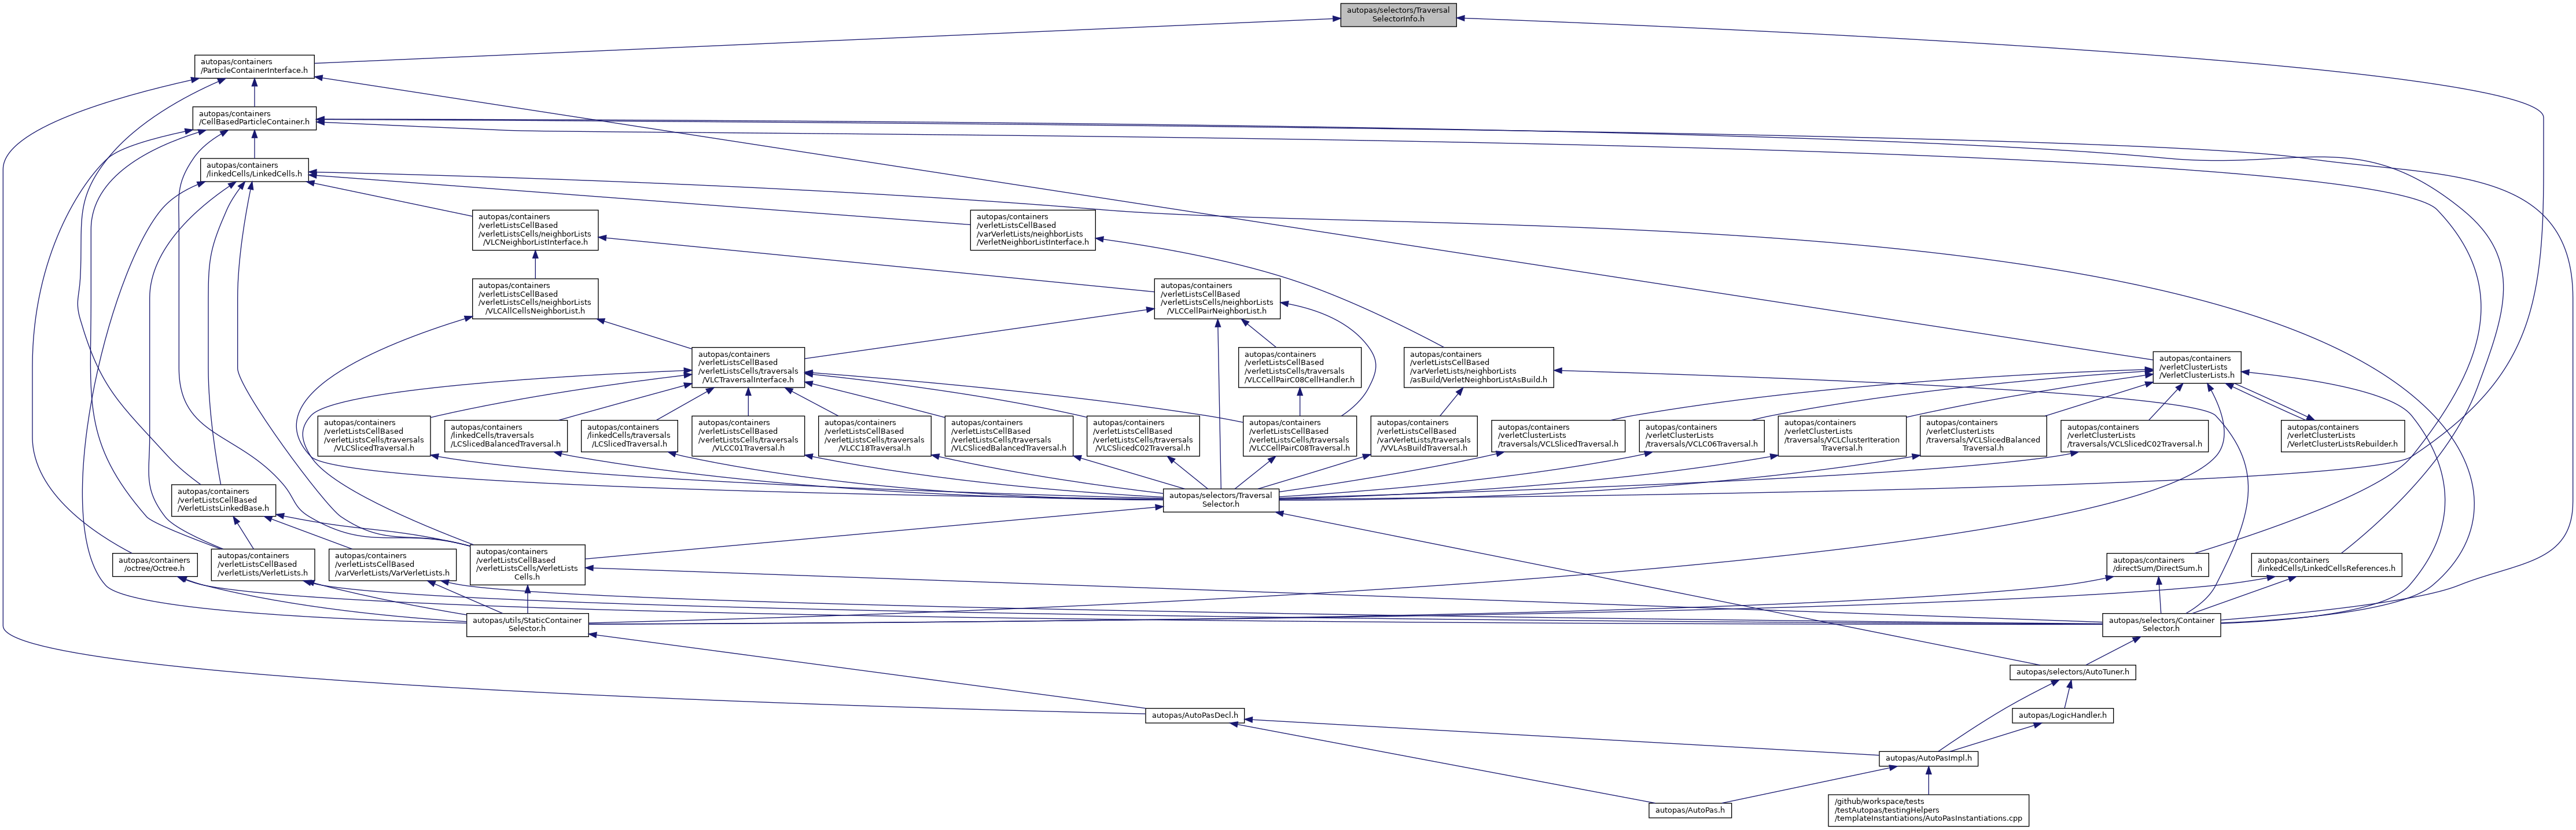 autopas/selectors/Traversal
SelectorInfo.h
autopas/containers
/ParticleContainerInterface.h
autopas/containers
/CellBasedParticleContainer.h
autopas/containers
/linkedCells/LinkedCells.h
autopas/containers
/verletListsCellBased
/verletListsCells/neighborLists
/VLCNeighborListInterface.h
autopas/containers
/verletListsCellBased
/varVerletLists/neighborLists
/VerletNeighborListInterface.h
autopas/containers
/verletListsCellBased
/verletListsCells/neighborLists
/VLCAllCellsNeighborList.h
autopas/containers
/verletListsCellBased
/verletListsCells/neighborLists
/VLCCellPairNeighborList.h
autopas/containers
/verletListsCellBased
/verletListsCells/traversals
/VLCTraversalInterface.h
autopas/containers
/verletListsCellBased
/verletListsCells/traversals
/VLCCellPairC08CellHandler.h
autopas/containers
/verletListsCellBased
/varVerletLists/neighborLists
/asBuild/VerletNeighborListAsBuild.h
autopas/containers
/verletClusterLists
/VerletClusterLists.h
autopas/containers
/verletListsCellBased
/verletListsCells/traversals
/VLCSlicedTraversal.h
autopas/containers
/linkedCells/traversals
/LCSlicedBalancedTraversal.h
autopas/containers
/linkedCells/traversals
/LCSlicedTraversal.h
autopas/containers
/verletListsCellBased
/verletListsCells/traversals
/VLCC01Traversal.h
autopas/containers
/verletListsCellBased
/verletListsCells/traversals
/VLCC18Traversal.h
autopas/containers
/verletListsCellBased
/verletListsCells/traversals
/VLCSlicedBalancedTraversal.h
autopas/containers
/verletListsCellBased
/verletListsCells/traversals
/VLCSlicedC02Traversal.h
autopas/containers
/verletListsCellBased
/verletListsCells/traversals
/VLCCellPairC08Traversal.h
autopas/containers
/verletListsCellBased
/varVerletLists/traversals
/VVLAsBuildTraversal.h
autopas/containers
/verletClusterLists
/traversals/VCLSlicedTraversal.h
autopas/containers
/verletClusterLists
/traversals/VCLC06Traversal.h
autopas/containers
/verletClusterLists
/traversals/VCLClusterIteration
Traversal.h
autopas/containers
/verletClusterLists
/traversals/VCLSlicedBalanced
Traversal.h
autopas/containers
/verletClusterLists
/traversals/VCLSlicedC02Traversal.h
autopas/containers
/verletClusterLists
/VerletClusterListsRebuilder.h
autopas/containers
/verletListsCellBased
/VerletListsLinkedBase.h
autopas/selectors/Traversal
Selector.h
autopas/containers
/octree/Octree.h
autopas/containers
/verletListsCellBased
/verletLists/VerletLists.h
autopas/containers
/verletListsCellBased
/varVerletLists/VarVerletLists.h
autopas/containers
/verletListsCellBased
/verletListsCells/VerletLists
Cells.h
autopas/containers
/directSum/DirectSum.h
autopas/containers
/linkedCells/LinkedCellsReferences.h
autopas/utils/StaticContainer
Selector.h
autopas/selectors/Container
Selector.h
autopas/selectors/AutoTuner.h
autopas/AutoPasDecl.h
autopas/LogicHandler.h
autopas/AutoPasImpl.h
autopas/AutoPas.h
/github/workspace/tests
/testAutopas/testingHelpers
/templateInstantiations/AutoPasInstantiations.cpp